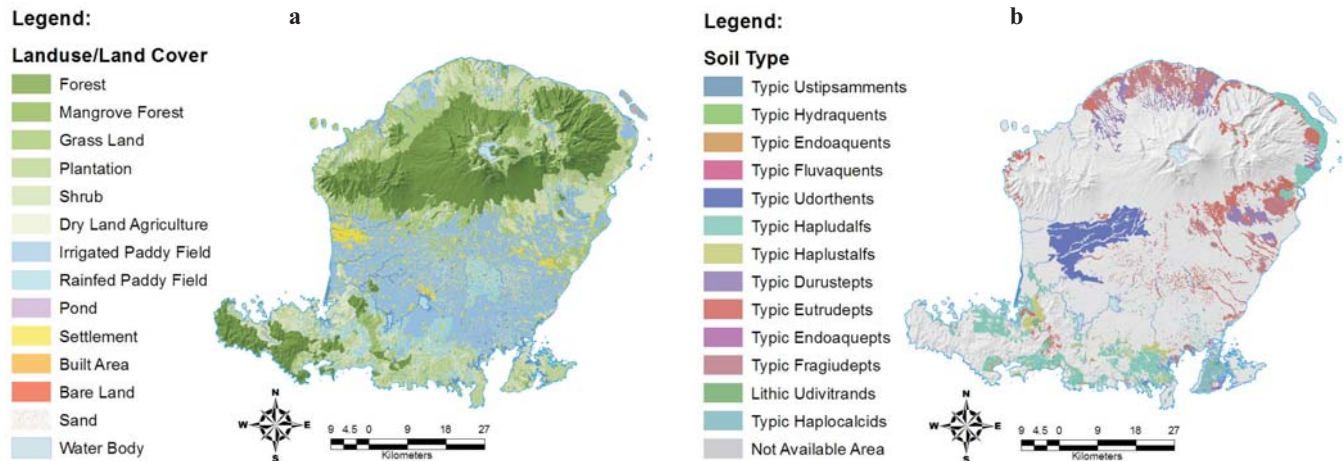 Legend:
a
Landuse/Land Cover
Forest
Mangrove Forest
Grass Land
Plantation
Shrub
Dry Land Agriculture
Irrigated Paddy Field
Rainfed Paddy Field
Pond
Settlement
Built Area
Bare Land
Sand
Water Body
N
W E
S
9 4.5 0 9 18 27
Kilometers
Legend:
b
Soil Type
Typic Ustipsamments
Typic Hydraquents
Typic Endoaquents
Typic Fluvaquents
Typic Udorthents
Typic Hapludalfs
Typic Haplustalfs
Typic Durustepts
Typic Eutrudepts
Typic Endoaquepts
Typic Fragiudepts
Lithic Udivitrands
Typic Haplocalcids
Not Available Area
N
W E
S
9 4.5 0 9 18 27
Kilometers